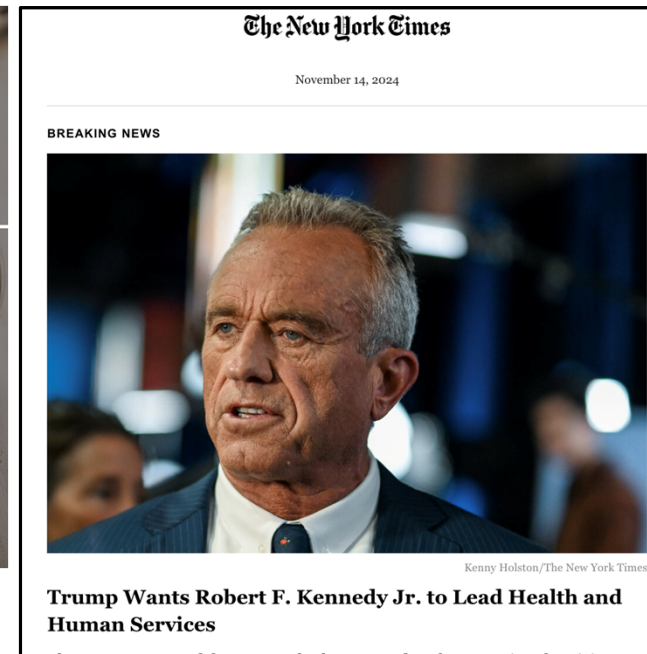 The New York Times
November 14, 2024
BREAKING NEWS
Kenny Holston/The New York Times
Trump Wants Robert F. Kennedy Jr. to Lead Health and
Human Services